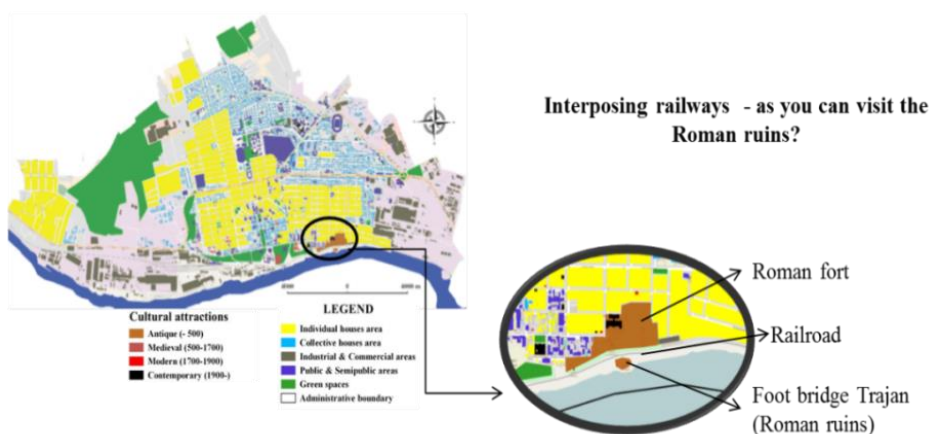 Interposing railways - as you can visit the
Roman ruins?
Cultural attractions
Antique (- 500)
Medieval (500-1700)
Modern (1700-1900)
Contemporary (1900-)
LEGEND
Individual houses area
Collective houses area
Industrial & Commercial areas
Public & Semipublic areas
Green spaces
Administrative boundary
Roman fort
Railroad
Foot bridge Trajan
(Roman ruins)